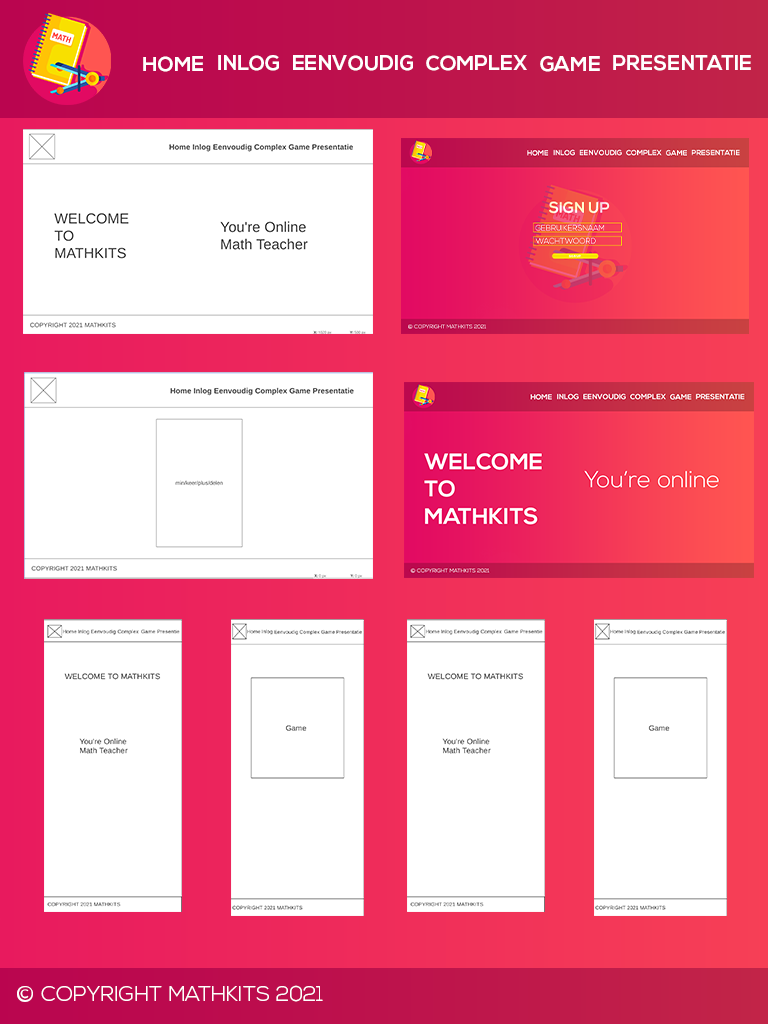 MATH
HOME INLOG EENVOUDIG COMPLEX GAME PRESENTATIE
Home Inlog Eenvoudig Complex Game Presentatie
WELCOME
TO
MATHKITS
You're Online
Math Teacher
COPYRIGHT 2021 MATHKITS
HOME INLOG EENVOUDIG COMPLEX GAME PRESENTATIE
MATH
SIGN UP
GEBRUIKERSNAAM
WACHTWOORD
© COPYRIGHT MATHKITS 2021
Home Inlog Eenvoudig Complex Game Presentatie
min/keer/plus/delen
COPYRIGHT 2021 MATHKITS
HOME INLOG EENVOUDIG COMPLEX GAME PRESENTATIE
WELCOME
TO
MATHKITS
You're online
© COPYRIGHT MATHKITS 2021
Home Inlog Eenvoudig Complex Game Presentie
WELCOME TO MATHKITS
You're Online
Math Teacher
COPYRIGHT 2021 MATHKITS
Home Inlog Eenvoudig Complex Game Presentatie
Game
COPYRIGHT 2021 MATHKITS
Home Inlog Eenvoudig Complex Game Presentie
WELCOME TO MATHKITS
You're Online
Math Teacher
COPYRIGHT 2021 MATHKITS
Home Inlog Eenvoudig Complex Game Presentatie
Game
COPYRIGHT 2021 MATHKITS
© COPYRIGHT MATHKITS 2021